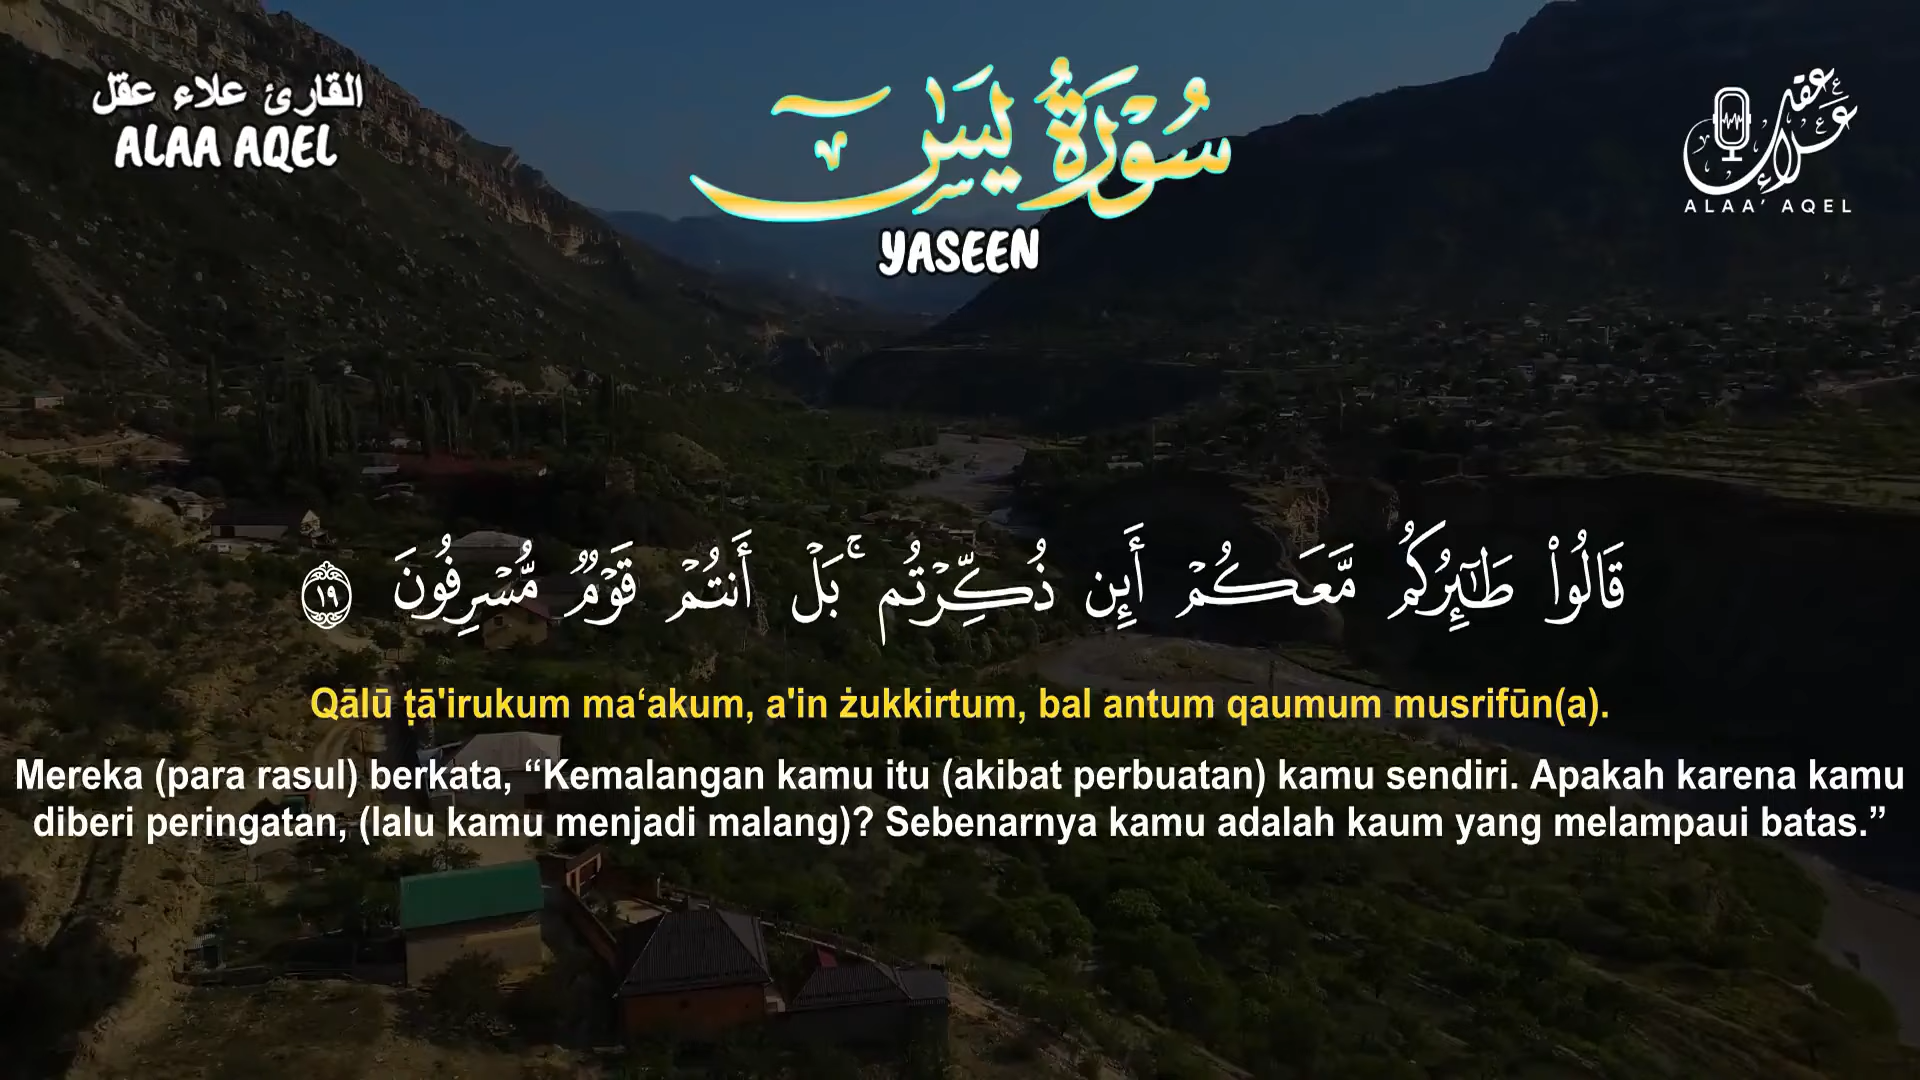 القارئ علاء عقل
ALAA AQEL
سُورَةُ يسٓ
YASEEN
علاء عقل
ALAA' AQEL
قَالُوا۟ طَـٰٓئِرُكُم مَّعَكُمْ أَئِن ذُكِّرْتُم ۚ بَلْ أَنتُمْ قَوْمٌ مُّسْرِفُونَ ١٩
Qālū ṭā'irukum ma‘akum, a'in żukkirtum, bal antum qaumum musrifūn(a).
Mereka (para rasul) berkata, “Kemalangan kamu itu (akibat perbuatan) kamu sendiri. Apakah karena kamu
diberi peringatan, (lalu kamu menjadi malang)? Sebenarnya kamu adalah kaum yang melampaui batas.”